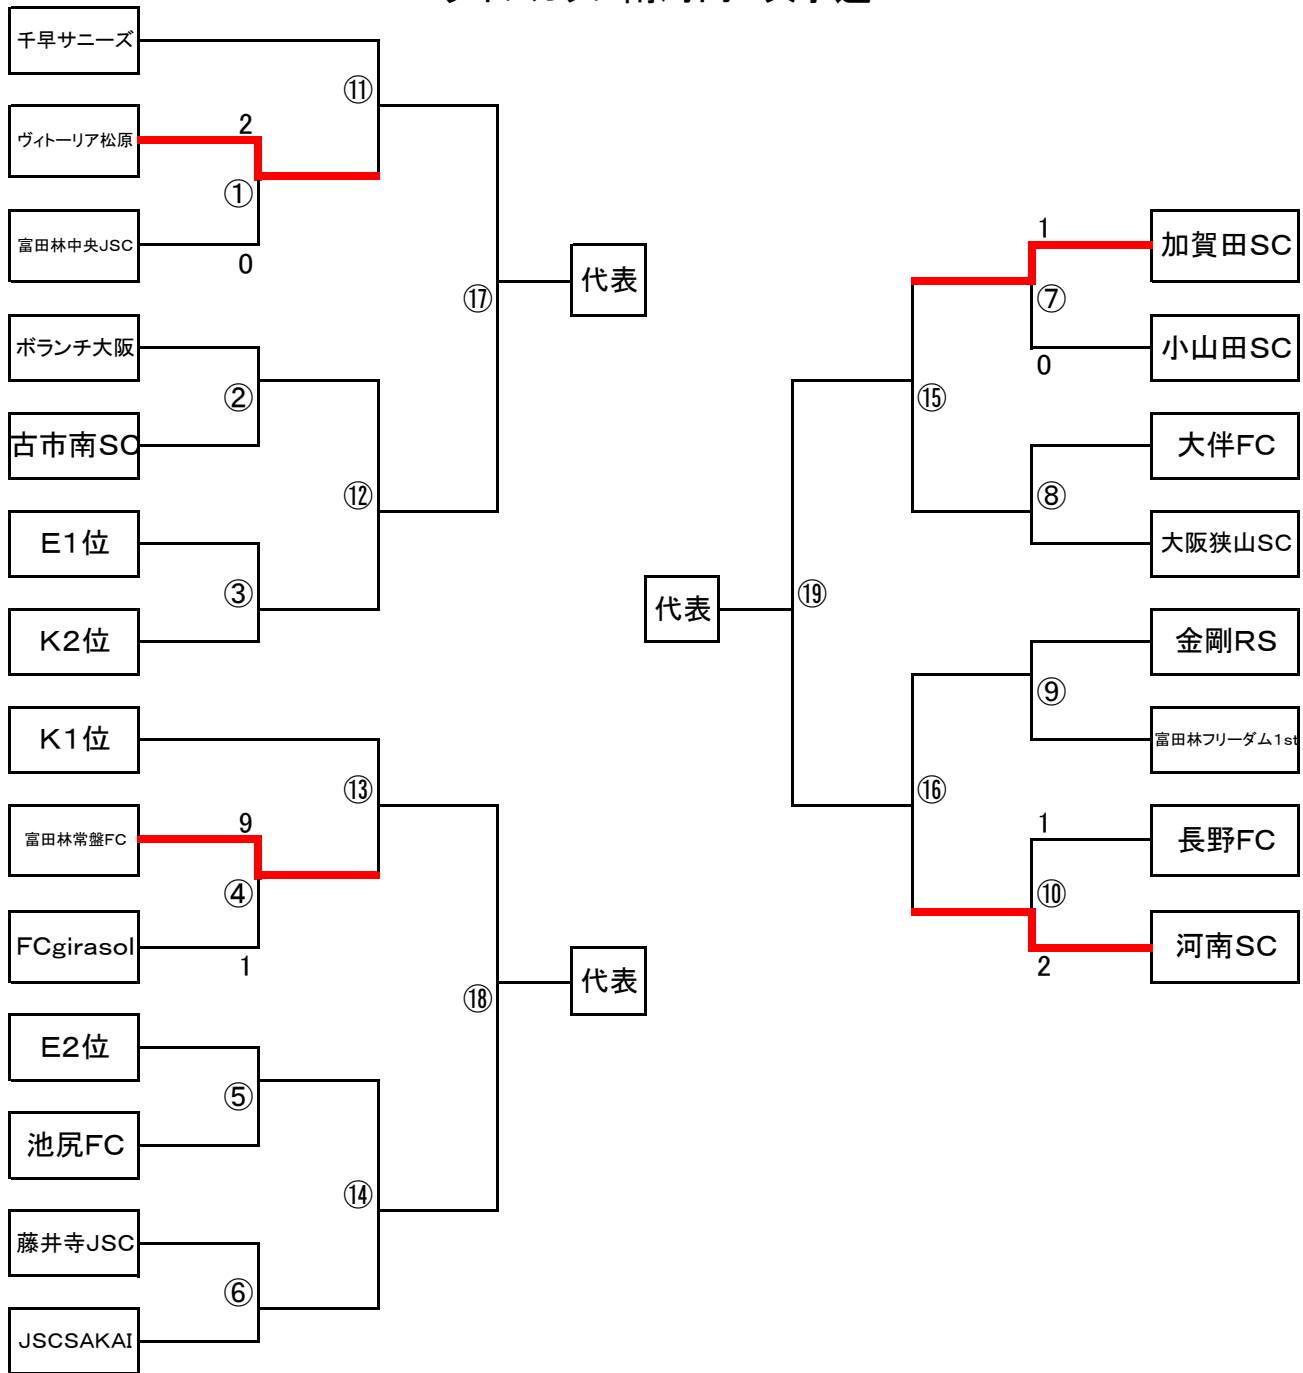 千早サニーズ
⑪
ヴィトーリア松原
2
①
富田林中央JSC
0
ボランチ大阪
②
古市南SC
⑫
E1位
③
K2位
⑰
代表
K1位
⑬
富田林常盤FC
9
④
FCgirasol
1
E2位
⑤
池尻FC
⑭
藤井寺JSC
⑥
JSCSAKAI
⑱
代表
1
加賀田SC
⑦
小山田SC
0
⑮
大伴FC
⑧
大阪狭山SC
代表
⑲
金剛RS
⑨
富田林フリーダム1st
⑯
1
長野FC
⑩
河南SC
2